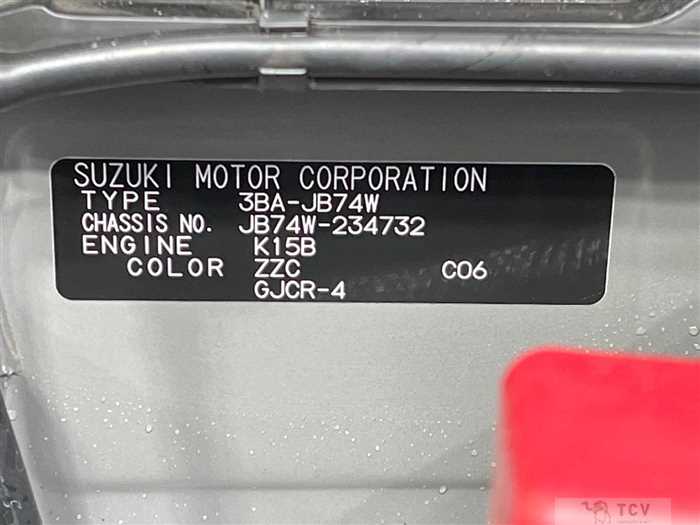 SUZUKI MOTOR CORPORATION
TYPE 3BA-JB74W
CHASSIS NO. JB74W-234732
ENGINE K15B
COLOR ZZC C06
GJCR-4
TCV